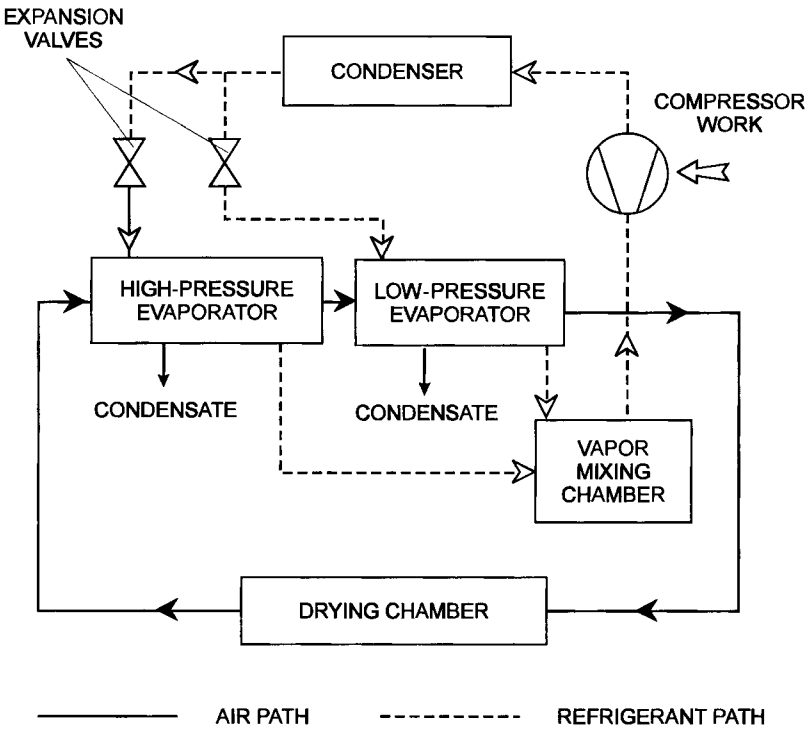 EXPANSION
VALVES
CONDENSER
COMPRESSOR
WORK
HIGH-PRESSURE
EVAPORATOR
LOW-PRESSURE
EVAPORATOR
CONDENSATE
CONDENSATE
VAPOR
MIXING
CHAMBER
DRYING CHAMBER
AIR PATH
REFRIGERANT PATH